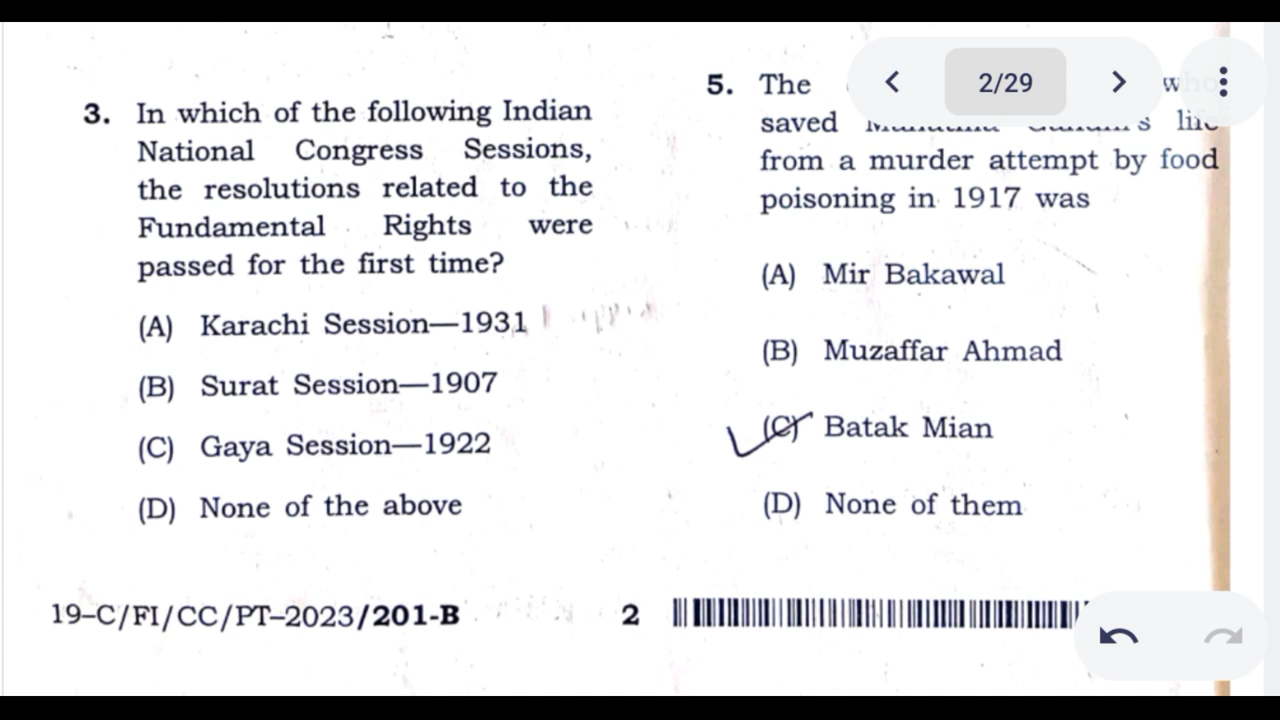 3. In which of the following Indian
National Congress Sessions,
the resolutions related to the
Fundamental Rights were
passed for the first time?
(A) Karachi Session—1931
(B) Surat Session—1907
(C) Gaya Session—1922
(D) None of the above
5. The
saved life
from a murder attempt by food
poisoning in 1917 was
(A) Mir Bakawal
(B) Muzaffar Ahmad
(C) Batak Mian
(D) None of them
19–C/FI/CC/PT–2023/201-B 2
2/29